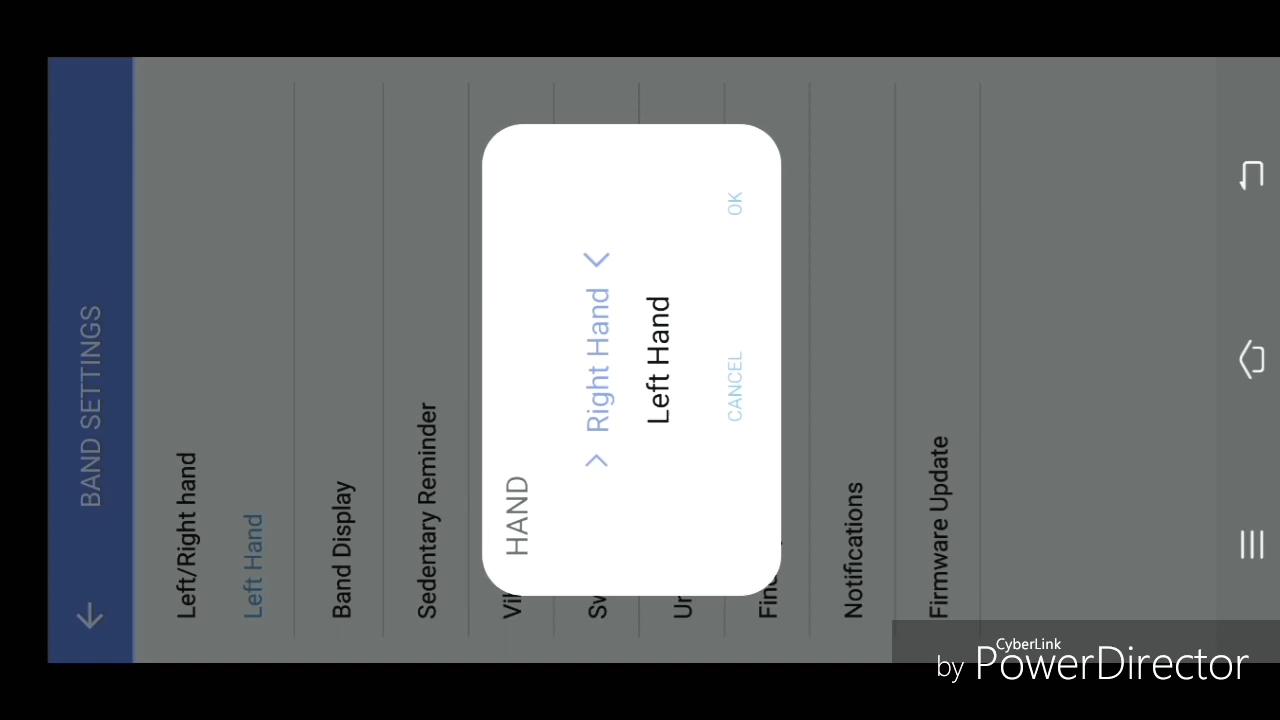 BAND SETTINGS
Left/Right hand
Left Hand
Band Display
Sedentary Reminder
HAND
Right Hand
Left Hand
CANCEL OK
Notifications
Firmware Update
CyberLink
by PowerDirector